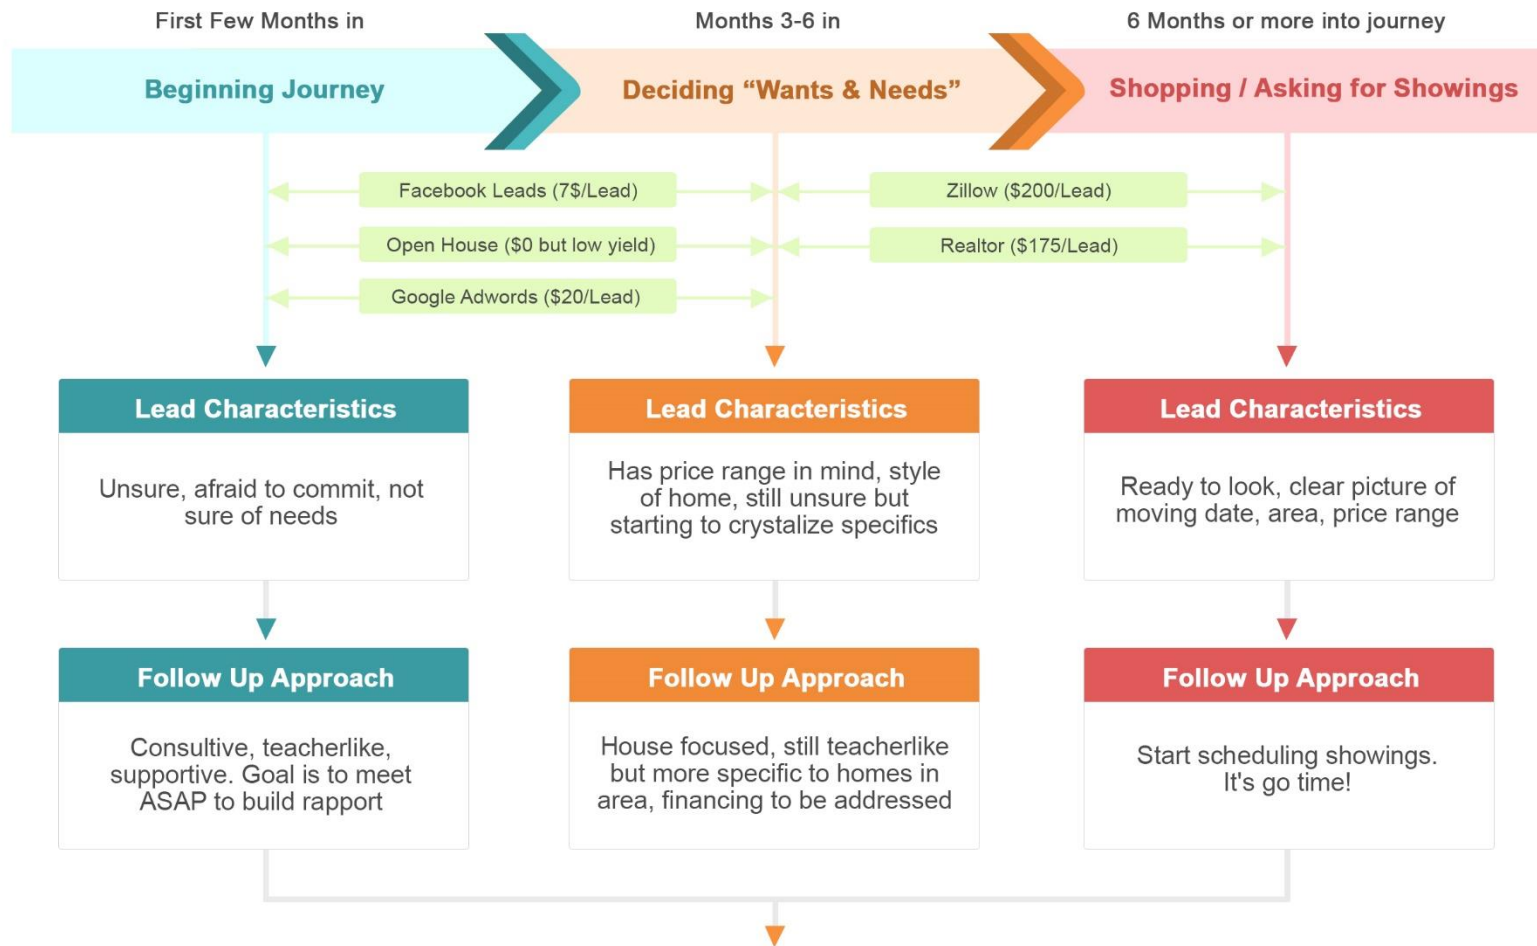 First Few Months in
Months 3-6 in
6 Months or more into journey
Beginning Journey
Deciding “Wants & Needs”
Shopping / Asking for Showings
Facebook Leads (7$/Lead)
Zillow ($200/Lead)
Open House ($0 but low yield)
Realtor ($175/Lead)
Google Adwords ($20/Lead)
Lead Characteristics
Unsure, afraid to commit, not
sure of needs
Lead Characteristics
Has price range in mind, style
of home, still unsure but
starting to crystalize specifics
Lead Characteristics
Ready to look, clear picture of
moving date, area, price range
Follow Up Approach
Consultive, teacherlike,
supportive. Goal is to meet
ASAP to build rapport
Follow Up Approach
House focused, still teacherlike
but more specific to homes in
area, financing to be addressed
Follow Up Approach
Start scheduling showings.
It's go time!